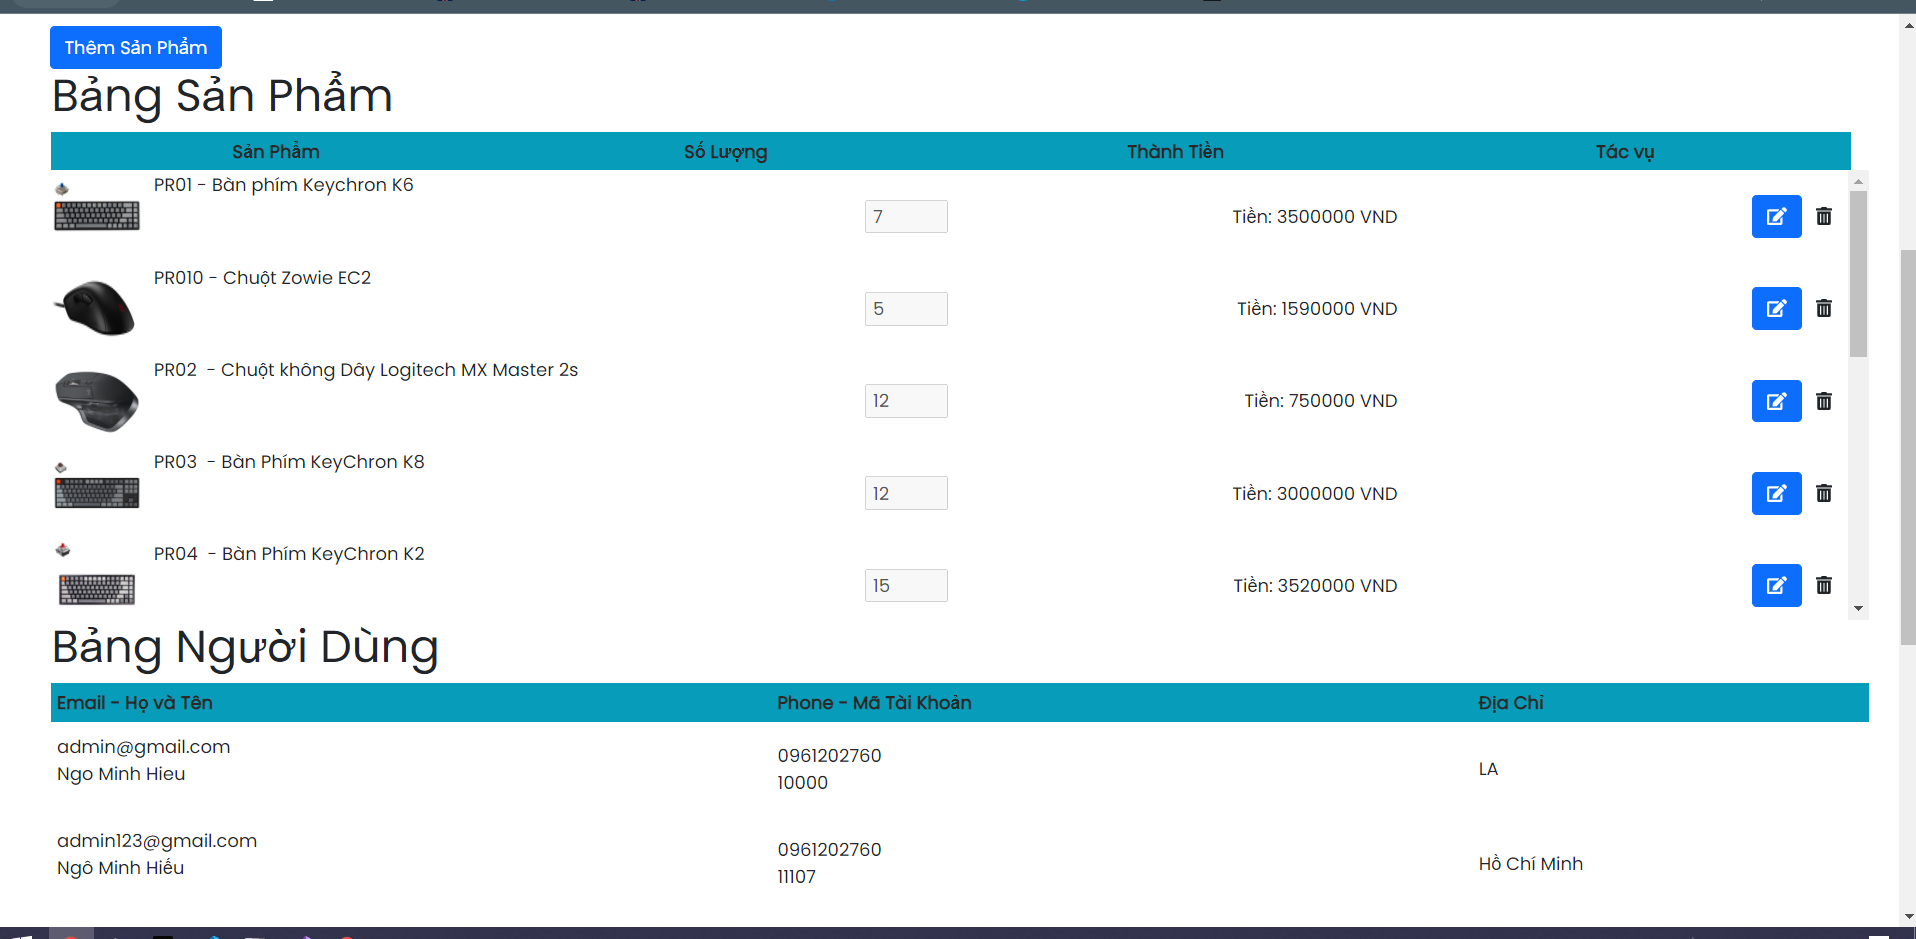 Thêm Sản Phẩm
Bảng Sản Phẩm
Sản Phẩm Số Lượng Thành Tiền Tác vụ
PR01 - Bàn phím Keychron K6
7 Tiền: 3500000 VND
PR010 - Chuột Zowie EC2
5 Tiền: 1590000 VND
PR02 - Chuột không Dây Logitech MX Master 2s
12 Tiền: 750000 VND
PR03 - Bàn Phím KeyChron K8
12 Tiền: 3000000 VND
PR04 - Bàn Phím KeyChron K2
15 Tiền: 3520000 VND
Bảng Người Dùng
Email - Họ và Tên Phone - Mã Tài Khoản Địa Chỉ
admin@gmail.com
Ngo Minh Hieu
0961202760
10000
LA
admin123@gmail.com
Ngô Minh Hiếu
0961202760
11107
Hồ Chí Minh